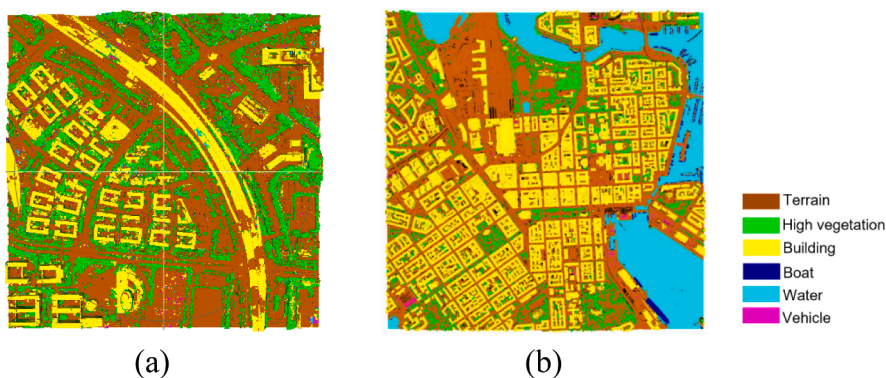 Terrain
High vegetation
Building
Boat
Water
Vehicle
(a)
(b)